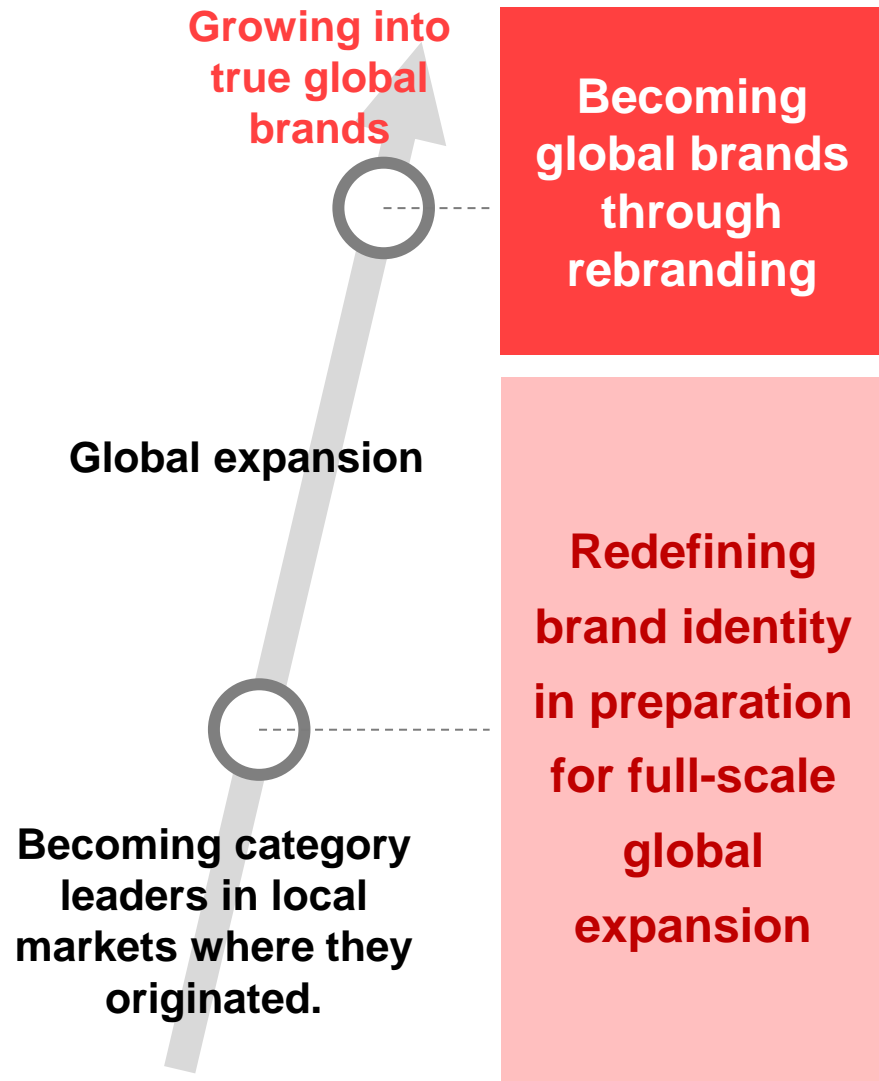 Growing into
true global
brands
Becoming
global brands
through
rebranding
Global expansion
Redefining
brand identity
in preparation
for full-scale
global
expansion
Becoming category
leaders in local
markets where they
originated.